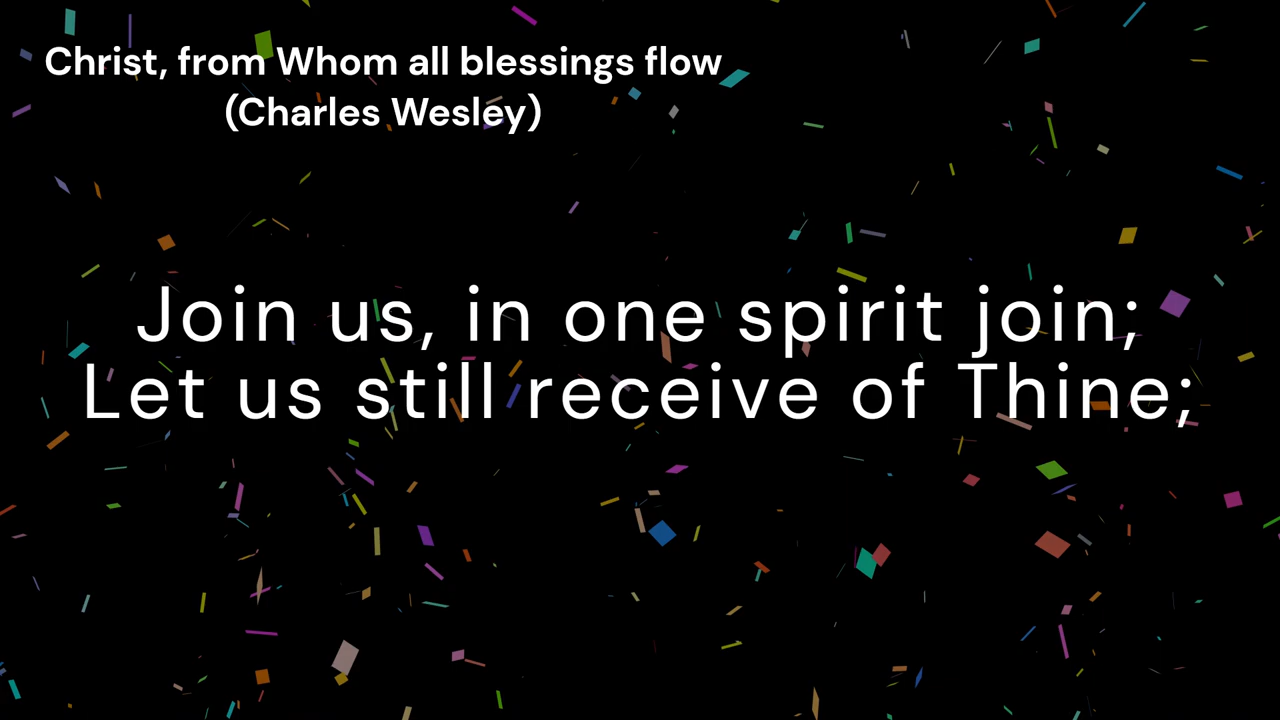 Christ, from Whom all blessings flow
(Charles Wesley)
Join us, in one spirit join;
Let us still receive of Thine;